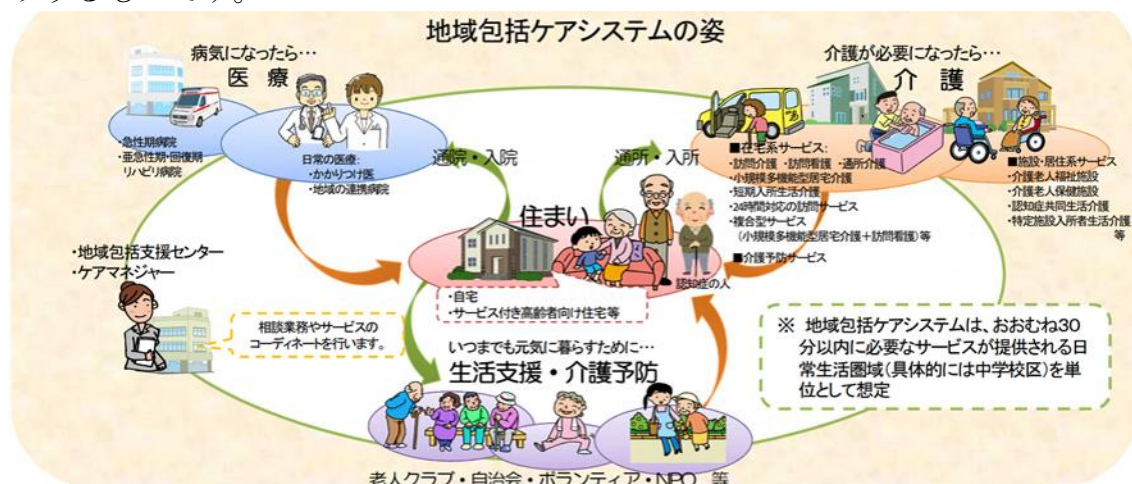 地域包括ケアシステムの姿
病気になったら…
医 療
介護が必要になったら…
介 護
・急性期病院
・亜急性期・回復期
リハビリ病院
日常の医療:
・かかりつけ医
・地域の連携病院
通院・入院
通所・入所
■在宅系サービス:
・訪問介護 ・訪問看護 ・通所介護
・小規模多機能型居宅介護
・短期入所生活介護
・24時間対応の訪問サービス
・複合型サービス
(小規模多機能型居宅介護+訪問看護)等
■介護予防サービス
■施設・居住系サービス
・介護老人福祉施設
・介護老人保健施設
・認知症共同生活介護
・特定施設入所者生活介護
等
住まい
認知症の人
・自宅
・サービス付き高齢者向け住宅等
・地域包括支援センター
・ケアマネジャー
相談業務やサービスの
コーディネートを行います。
いつまでも元気に暮らすために…
生活支援・介護予防
※ 地域包括ケアシステムは、おおむね30
分以内に必要なサービスが提供される日
常生活圏域(具体的には中学校区)を単
位として想定
老人クラブ・自治会・ボランティア・NPO 等